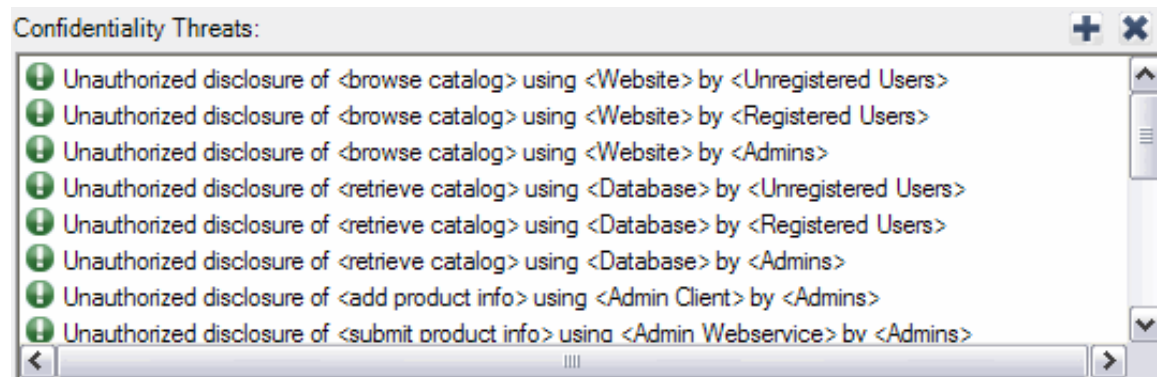 Confidentiality Threats:
Unauthorized disclosure of <browse catalog> using <Website> by <Unregistered Users>
Unauthorized disclosure of <browse catalog> using <Website> by <Registered Users>
Unauthorized disclosure of <browse catalog> using <Website> by <Admins>
Unauthorized disclosure of <retrieve catalog> using <Database> by <Unregistered Users>
Unauthorized disclosure of <retrieve catalog> using <Database> by <Registered Users>
Unauthorized disclosure of <retrieve catalog> using <Database> by <Admins>
Unauthorized disclosure of <add product info> using <Admin Client> by <Admins>
Unauthorized disclosure of <submit product info> using <Admin Webservice> by <Admins>